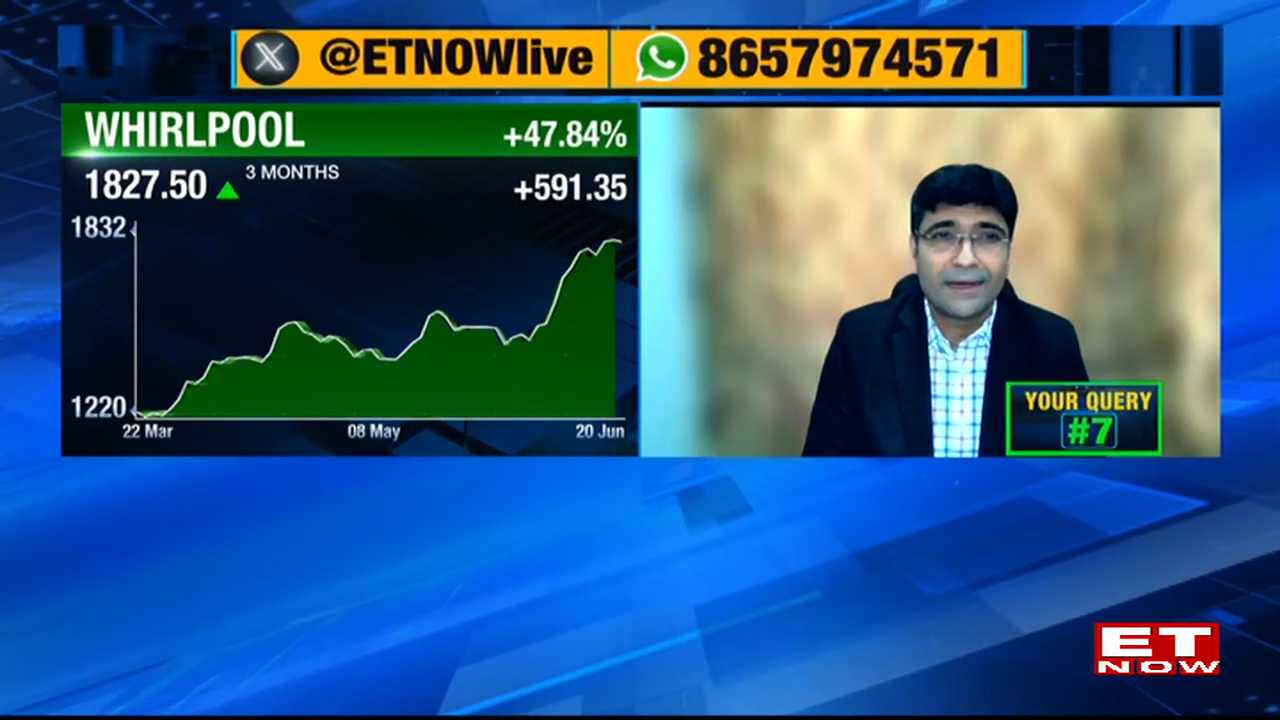 @ETNOWlive
8657974571
WHIRLPOOL
+47.84%
1827.50
3 MONTHS
+591.35
1832
1220
22 Mar
08 May
20 Jun
YOUR QUERY
#7
ET
NOW